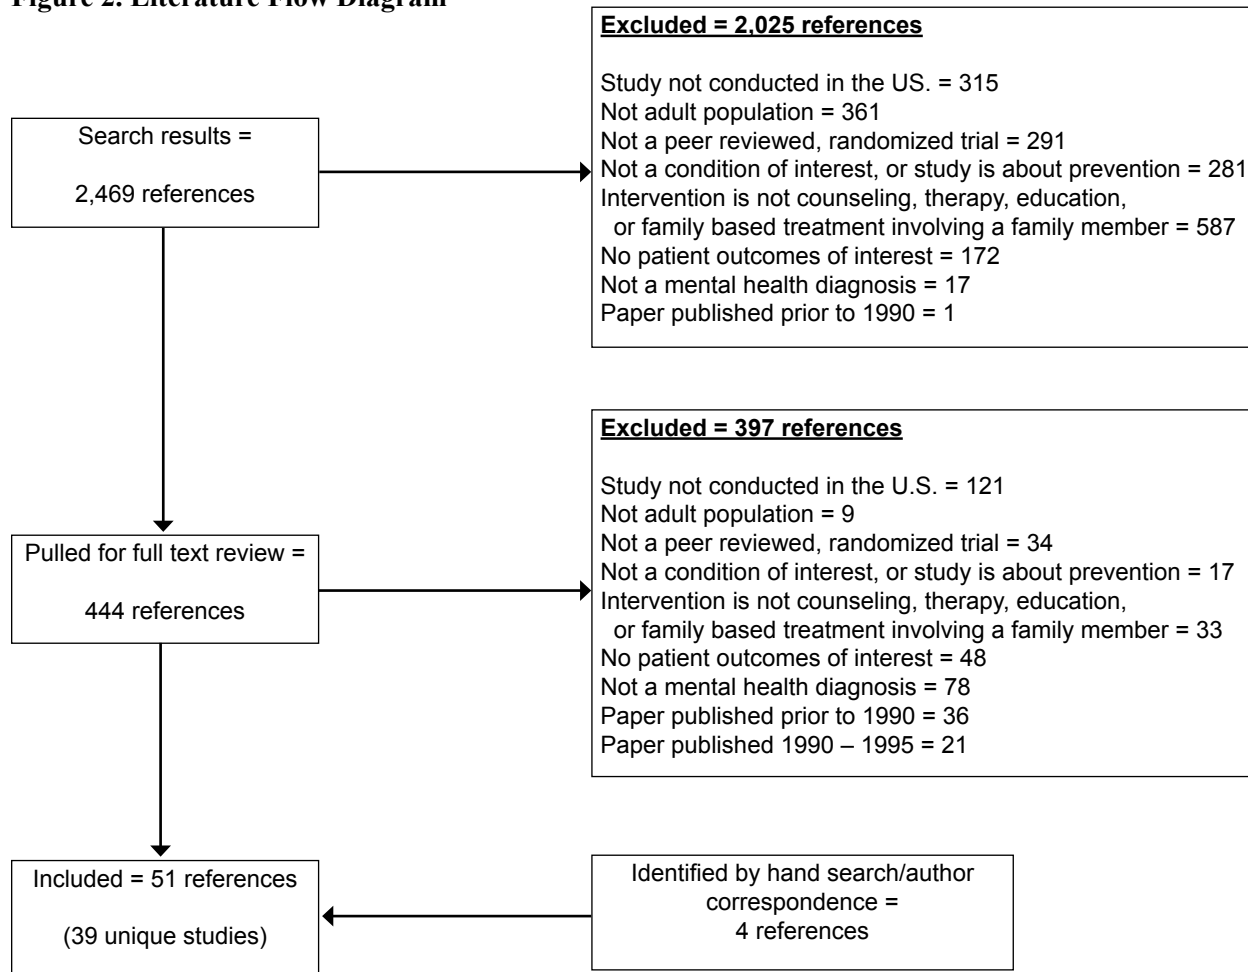 Figure 2. Literature Flow Diagram
Excluded = 2,025 references
Study not conducted in the US. = 315
Not adult population = 361
Not a peer reviewed, randomized trial = 291
Not a condition of interest, or study is about prevention = 281
Intervention is not counseling, therapy, education,
or family based treatment involving a family member = 587
No patient outcomes of interest = 172
Not a mental health diagnosis = 17
Paper published prior to 1990 = 1
Search results =
2,469 references
Excluded = 397 references
Study not conducted in the U.S. = 121
Not adult population = 9
Not a peer reviewed, randomized trial = 34
Not a condition of interest, or study is about prevention = 17
Intervention is not counseling, therapy, education,
or family based treatment involving a family member = 33
No patient outcomes of interest = 48
Not a mental health diagnosis = 78
Paper published prior to 1990 = 36
Paper published 1990 – 1995 = 21
Pulled for full text review =
444 references
Included = 51 references
(39 unique studies)
Identified by hand search/author
correspondence =
4 references